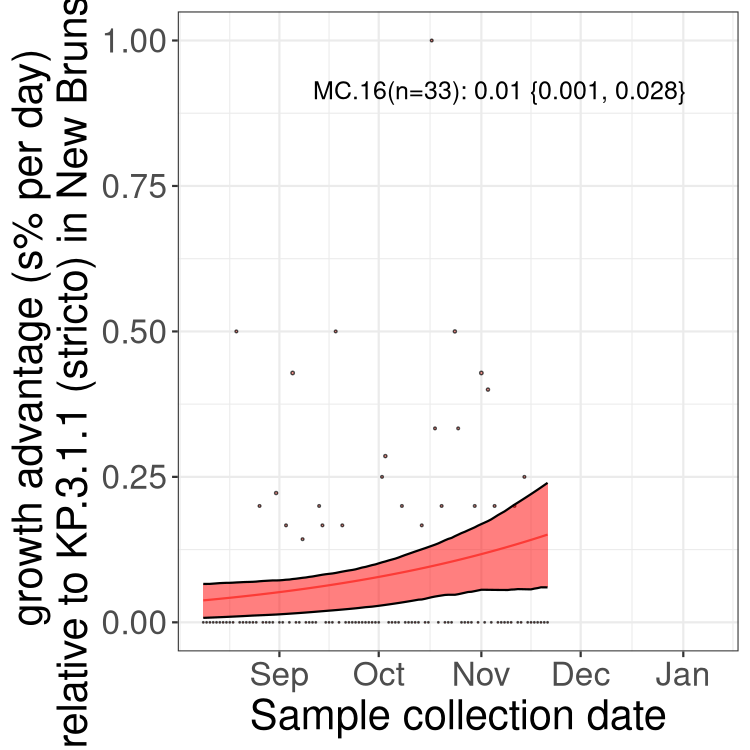 growth advantage (s% per day)
relative to KP.3.1.1 (stricto) in New Bruns
1.00
0.75
0.50
0.25
0.00
MC.16(n=33): 0.01 {0.001, 0.028}
Sep Oct Nov Dec Jan
Sample collection date